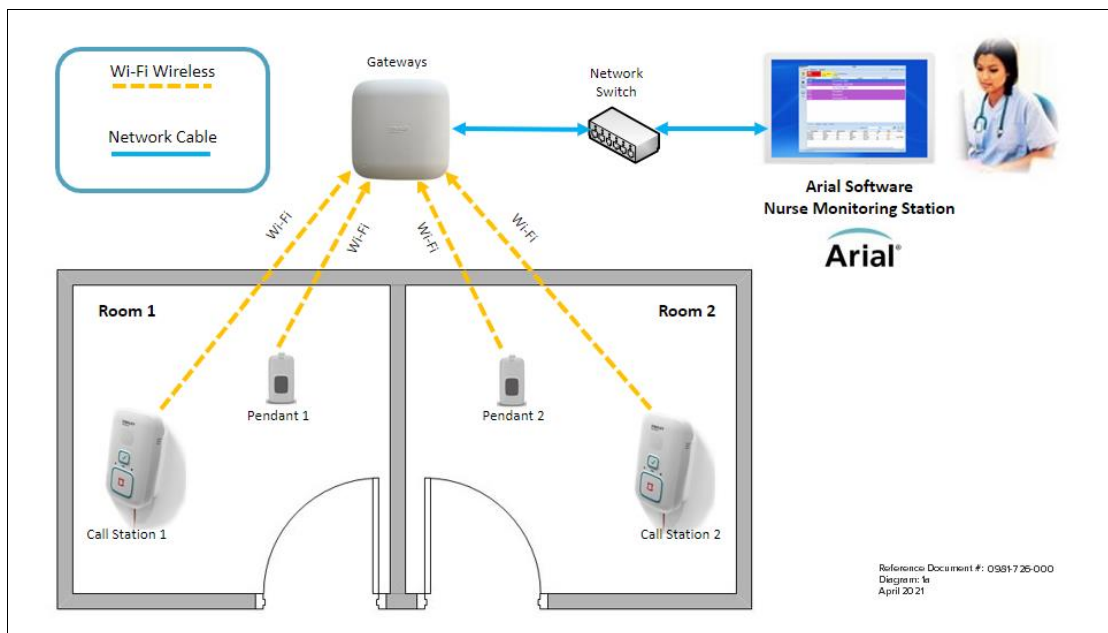 Wi-Fi Wireless
Network Cable
Gateways
Network
Switch
Arial Software
Nurse Monitoring Station
Arial®
Wi-Fi
Wi-Fi
Wi-Fi
Wi-Fi
Room 1
Room 2
Pendant 1
Pendant 2
Call Station 1
Call Station 2
Reference Document #: 0981-726-000
Diagram: 1a
April 2021